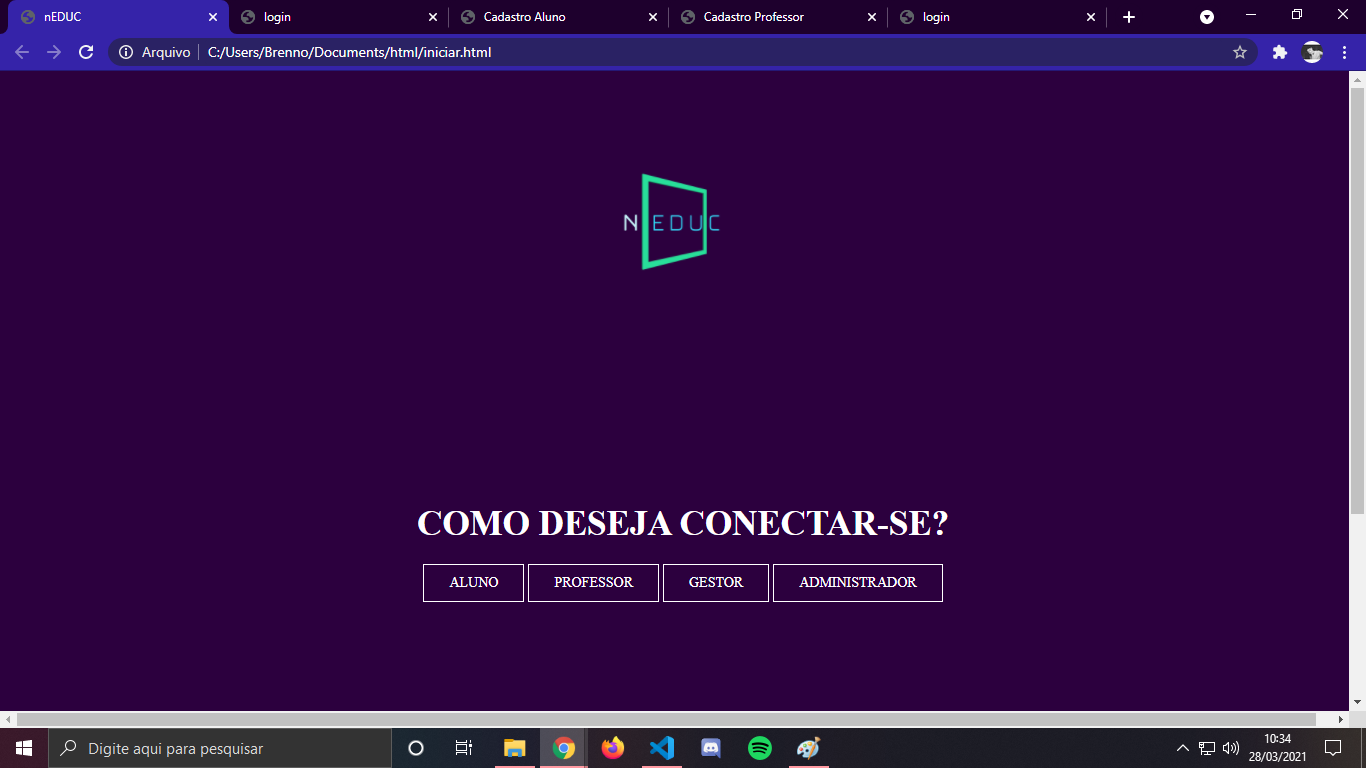 nEDUC
login
Cadastro Aluno
Cadastro Professor
login
Arquivo
C:/Users/Brenno/Documents/html/iniciar.html
N EDUC
COMO DESEJA CONECTAR-SE?
ALUNO
PROFESSOR
GESTOR
ADMINISTRADOR
Digite aqui para pesquisar
10:34
28/03/2021